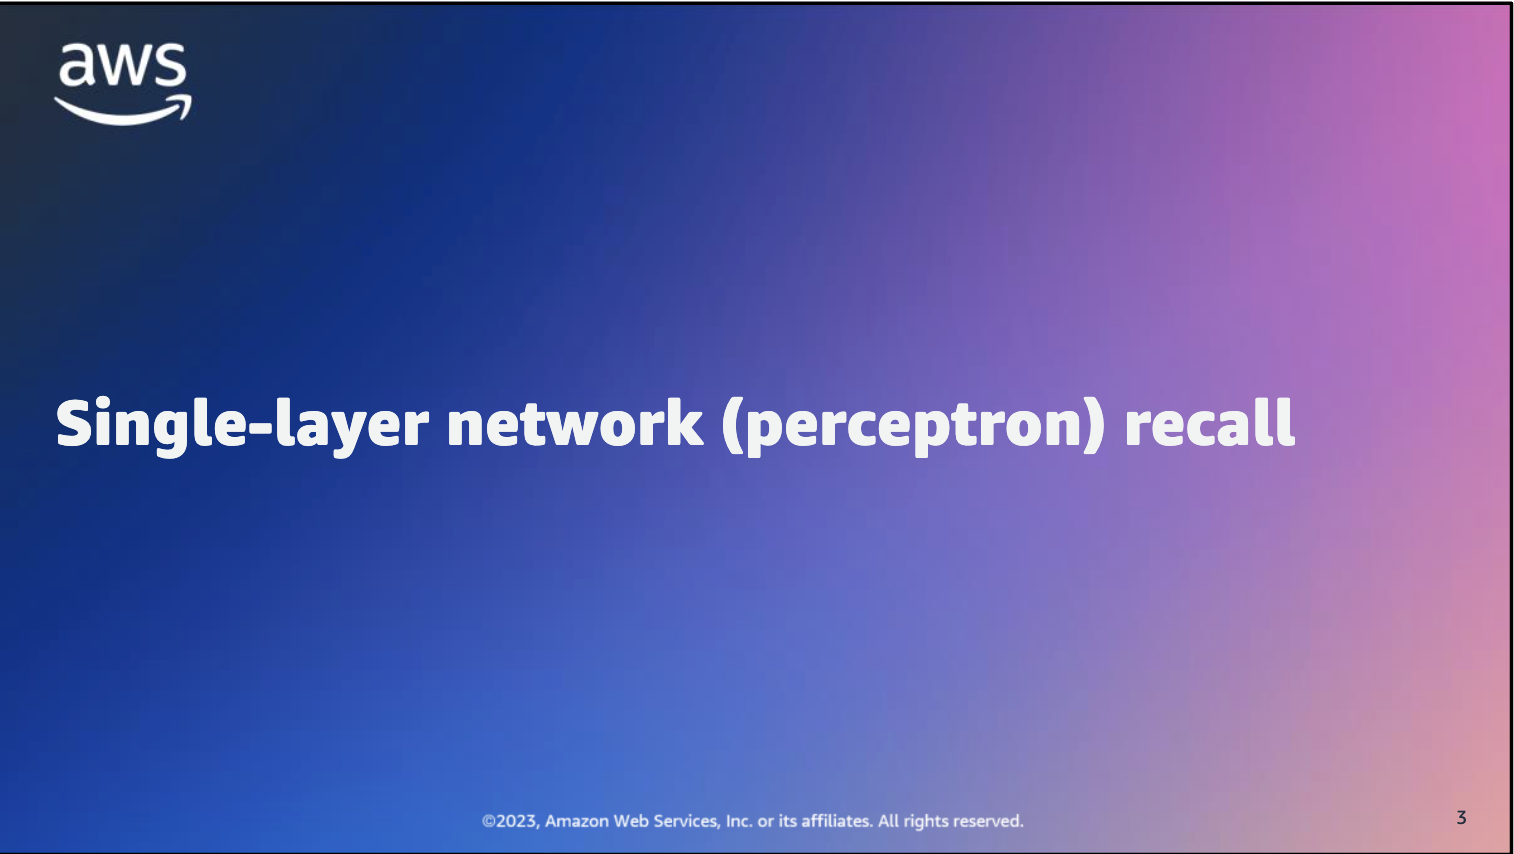 aws
Single-layer network (perceptron) recall
©2023, Amazon Web Services, Inc. or its affiliates. All rights reserved.
3